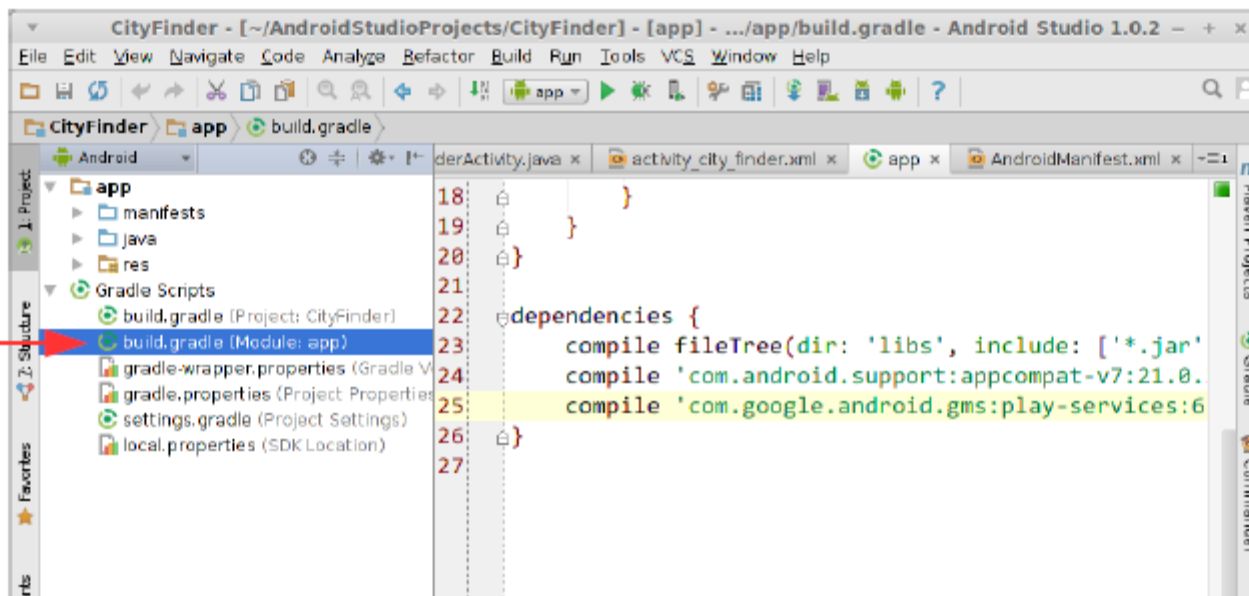 CityFinder - [~/AndroidStudioProjects/CityFinder] - [app] - .../app/build.gradle - Android Studio 1.0.2
File Edit View Navigate Code Analyze Refactor Build Run Tools VCS Window Help
app
CityFinder app build.gradle
Android
derActivity.java activity_city_finder.xml app AndroidManifest.xml
1: Project
7: Structure
Favorites
app
manifests
java
res
Gradle Scripts
build.gradle (Project: CityFinder)
build.gradle (Module: app)
gradle-wrapper.properties (Gradle V
gradle.properties (Project Properties
settings.gradle (Project Settings)
local.properties (SDK Location)
18 }
19 }
20 }
21
22 dependencies {
23 compile fileTree(dir: 'libs', include: ['*.jar'
24 compile 'com.android.support:appcompat-v7:21.0.
25 compile 'com.google.android.gms:play-services:6
26 }
27
Maven Projects
Gradle
Commander